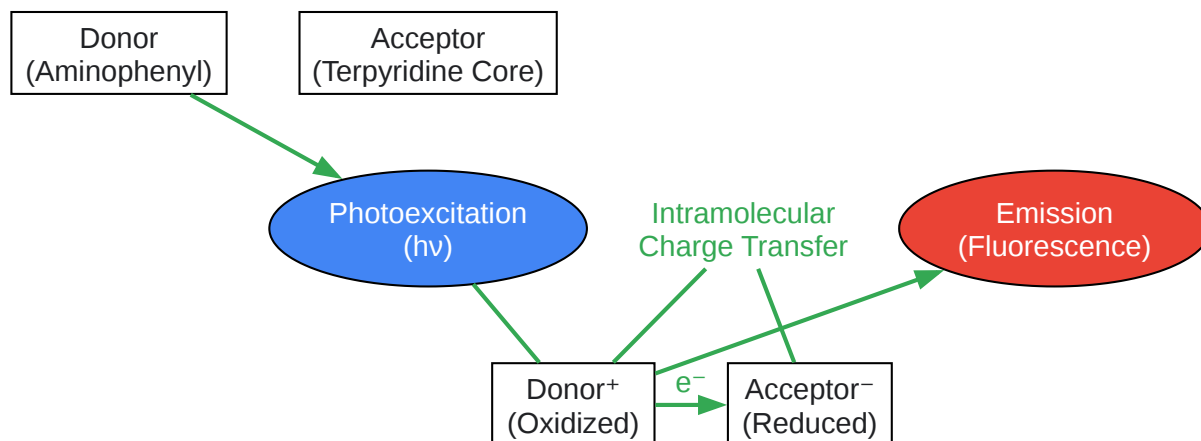 Donor
(Aminophenyl)
Acceptor
(Terpyridine Core)
Photoexcitation
(hν)
Intramolecular
Charge Transfer
Emission
(Fluorescence)
Donor⁺
(Oxidized)
e⁻
Acceptor⁻
(Reduced)